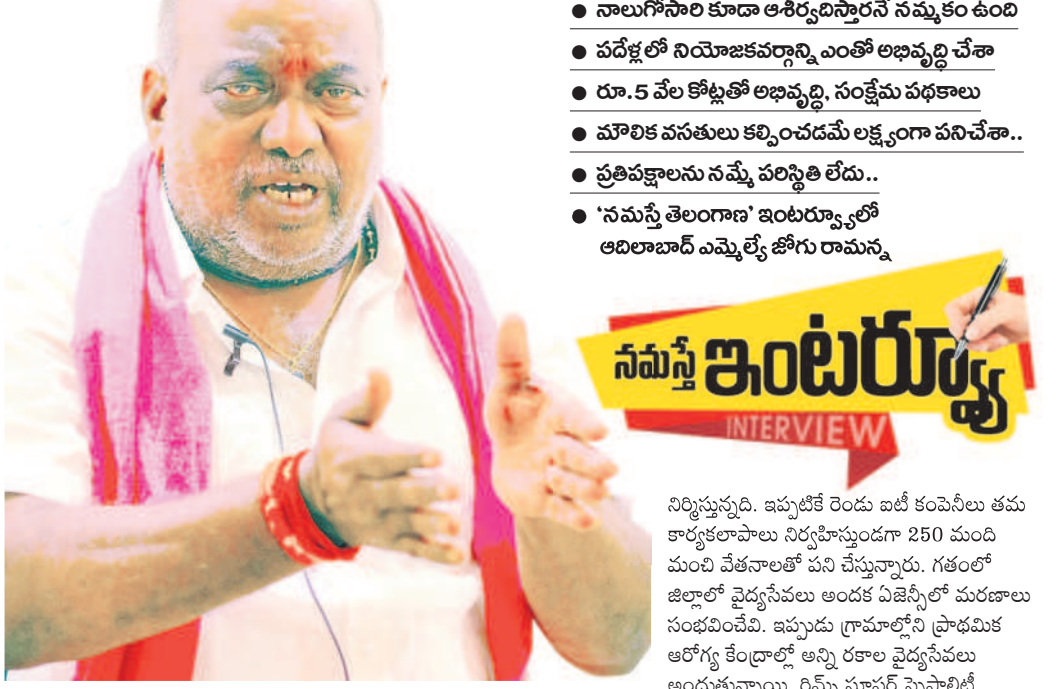 ● నాలుగోసారి కూడా ఆశీర్వదిస్తారనే నమ్మకం ఉంది
● పదేళ్లలో నియోజకవర్గాన్ని ఎంతో అభివృద్ధి చేశా
● రూ.5 వేల కోట్లతో అభివృద్ధి, సంక్షేమ పథకాలు
● మౌలిక వసతులు కల్పించడమే లక్ష్యంగా పనిచేశా..
● ప్రతిపక్షాలను నమ్మే పరిస్థితి లేదు..
● ‘నమస్తే తెలంగాణ’ ఇంటర్వ్యూలో
ఆదిలాబాద్ ఎమ్మెల్యే జోగు రామన్న
నమస్తే ఇంటర్వ్యూ
INTERVIEW
నిర్మిస్తున్నది. ఇప్పటికే రెండు ఐటీ కంపెనీలు తమ
కార్యకలాపాలు నిర్వహిస్తుండగా 250 మంది
మంచి వేతనాలతో పని చేస్తున్నారు. గతంలో
జిల్లాలో వైద్యసేవలు అందక ఏజెన్సీలో మరణాలు
సంభవించేవి. ఇప్పుడు గ్రామాల్లోని ప్రాథమిక
ఆరోగ్య కేంద్రాల్లో అన్ని రకాల వైద్యసేవలు
అందుతున్నాయి. రిమ్స్ సూపర్ స్పెషాలిటీ